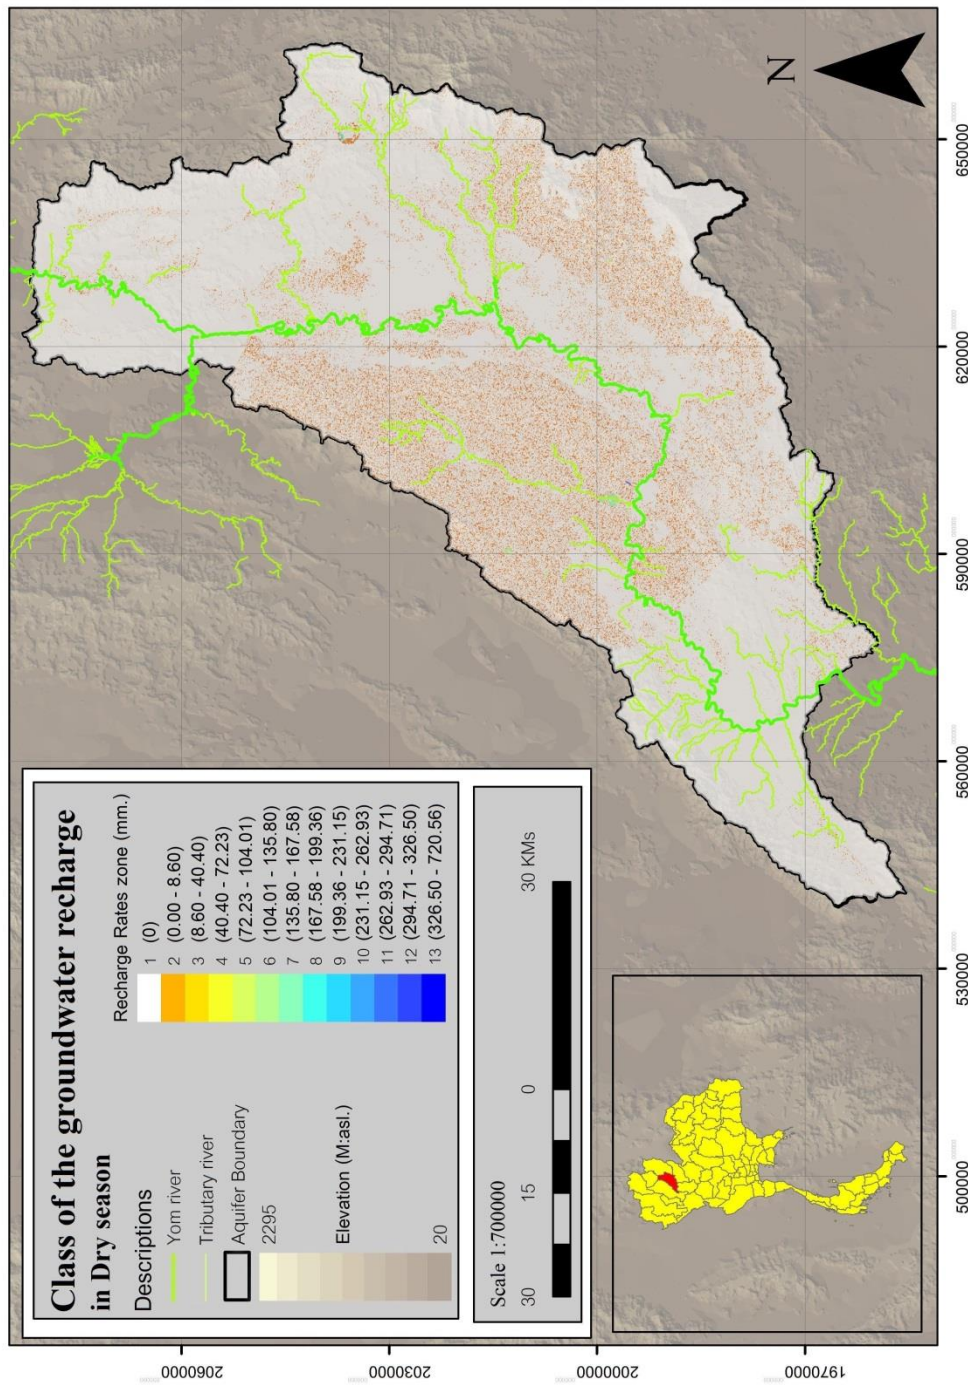 Class of the groundwater recharge
in Dry season
Descriptions
Yom river
Tributary river
Aquifer Boundary
2295
Elevation (M:asl.)
20
Recharge Rates zone (mm.)
1 (0)
2 (0.00 - 8.60)
3 (8.60 - 40.40)
4 (40.40 - 72.23)
5 (72.23 - 104.01)
6 (104.01 - 135.80)
7 (135.80 - 167.58)
8 (167.58 - 199.36)
9 (199.36 - 231.15)
10 (231.15 - 262.93)
11 (262.93 - 294.71)
12 (294.71 - 326.50)
13 (326.50 - 720.56)
Scale 1:700000
30 15 0 30 KMs
N
2060000
2030000
2000000
1970000
500000
530000
560000
590000
620000
650000